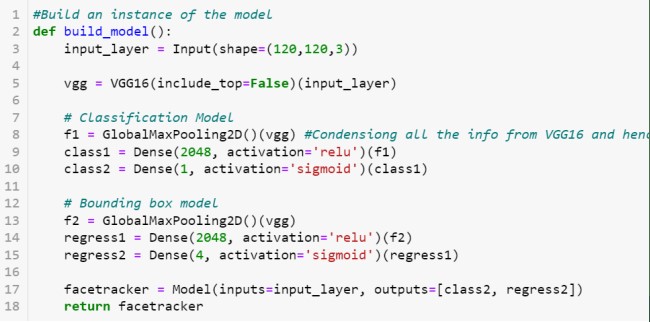 1 #Build an instance of the model
2 def build_model():
3     input_layer = Input(shape=(120,120,3))
4
5     vgg = VGG16(include_top=False)(input_layer)
6
7     # Classification Model
8     f1 = GlobalMaxPooling2D()(vgg) #Condensiong all the info from VGG16 and henc
9     class1 = Dense(2048, activation='relu')(f1)
10     class2 = Dense(1, activation='sigmoid')(class1)
11
12     # Bounding box model
13     f2 = GlobalMaxPooling2D()(vgg)
14     regress1 = Dense(2048, activation='relu')(f2)
15     regress2 = Dense(4, activation='sigmoid')(regress1)
16
17     facetracker = Model(inputs=input_layer, outputs=[class2, regress2])
18     return facetracker